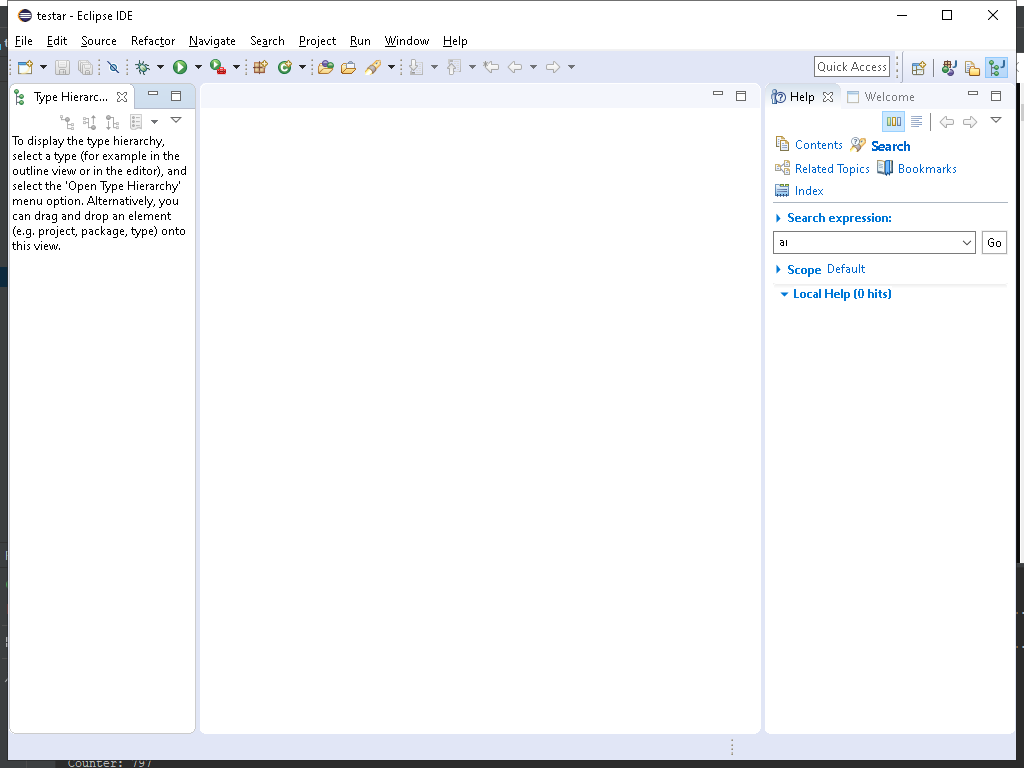 testar - Eclipse IDE
File Edit Source Refactor Navigate Search Project Run Window Help
Quick Access
Type Hierarc...
Help
Welcome
To display the type hierarchy,
select a type (for example in the
outline view or in the editor), and
select the 'Open Type Hierarchy'
menu option. Alternatively, you
can drag and drop an element
(e.g. project, package, type) onto
this view.
Contents Search
Related Topics Bookmarks
Index
Search expression:
Go
Scope Default
Local Help (0 hits)
Counter: 797